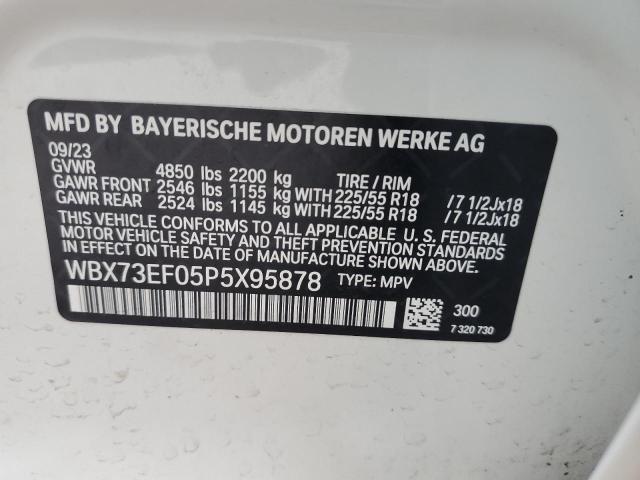 MFD BY BAYERISCHE MOTOREN WERKE AG
09/23
GVWR 4850 lbs 2200 kg TIRE / RIM
GAWR FRONT 2546 lbs 1155 kg WITH 225/55 R18 /7 1/2Jx18
GAWR REAR 2524 lbs 1145 kg WITH 225/55 R18 /7 1/2Jx18
THIS VEHICLE CONFORMS TO ALL APPLICABLE U. S. FEDERAL
MOTOR VEHICLE SAFETY AND THEFT PREVENTION STANDARDS
IN EFFECT ON THE DATE OF MANUFACTURE SHOWN ABOVE.
WBX73EF05P5X95878 TYPE: MPV
300
7 320 730